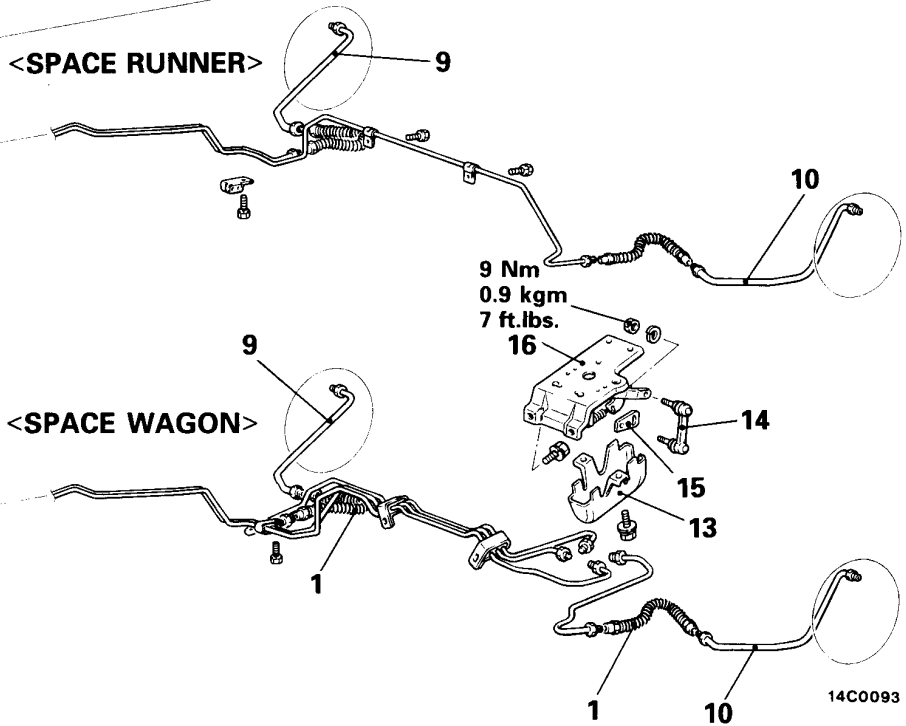 <SPACE RUNNER>
9
10
9 Nm
0.9 kgm
7 ft.lbs.
16
9
<SPACE WAGON>
14
15
13
1
1
10
14C0093